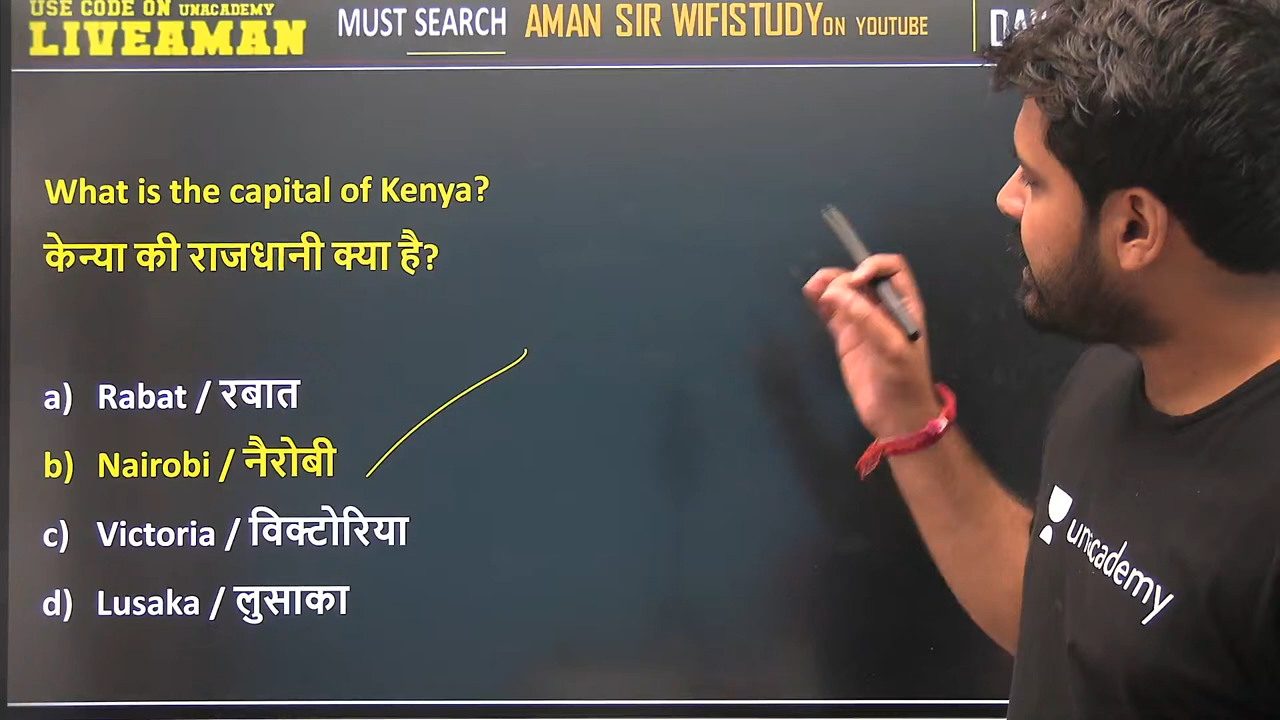 USE CODE ON UNACADEMY
LIVEAMAN
MUST SEARCH AMAN SIR WIFISTUDY ON YOUTUBE
What is the capital of Kenya?
केन्या की राजधानी क्या है?
a) Rabat / रबात
b) Nairobi / नैरोबी
c) Victoria / विक्टोरिया
d) Lusaka / लुसाका
unacademy